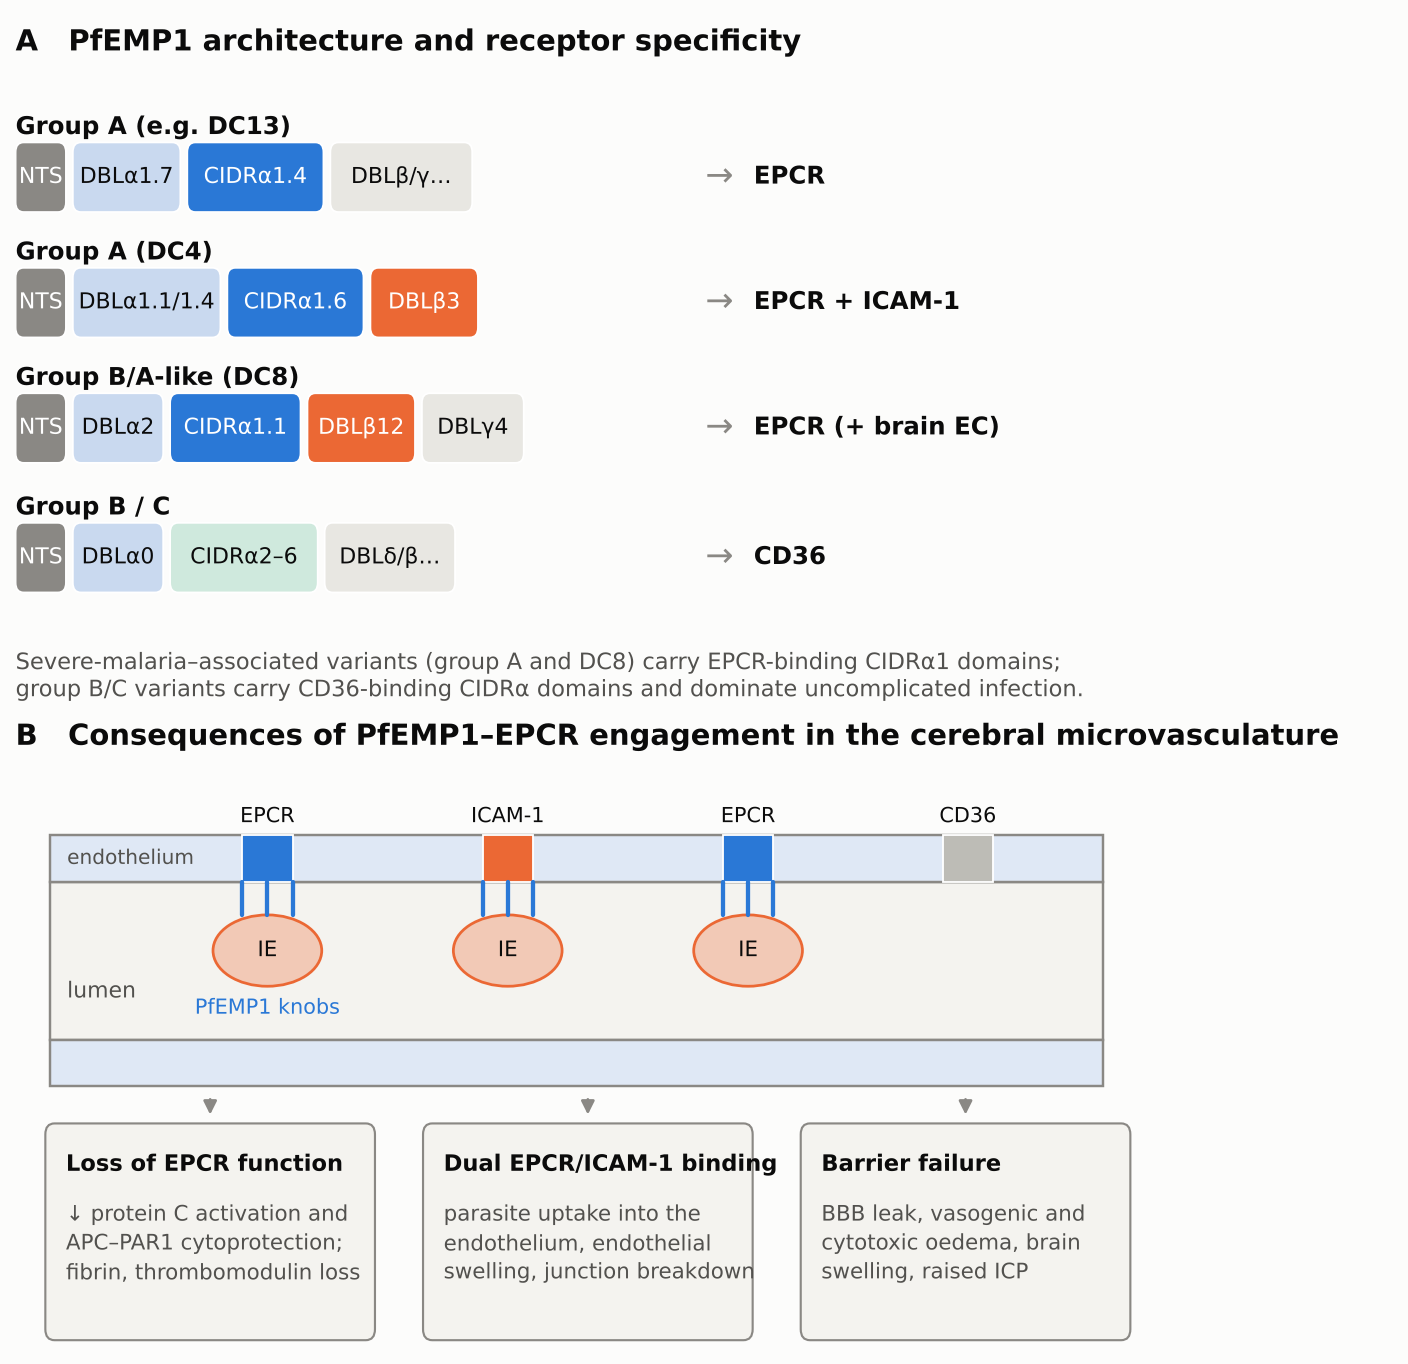 A PfEMP1 architecture and receptor specificity
Group A (e.g. DC13)
NTS DBLα1.7 CIDRα1.4 DBLβ/γ… → EPCR
Group A (DC4)
NTS DBLα1.1/1.4 CIDRα1.6 DBLβ3 → EPCR + ICAM-1
Group B/A-like (DC8)
NTS DBLα2 CIDRα1.1 DBLβ12 DBLγ4 → EPCR (+ brain EC)
Group B / C
NTS DBLα0 CIDRα2–6 DBLδ/β… → CD36
Severe-malaria–associated variants (group A and DC8) carry EPCR-binding CIDRα1 domains;
group B/C variants carry CD36-binding CIDRα domains and dominate uncomplicated infection.
B Consequences of PfEMP1–EPCR engagement in the cerebral microvasculature
EPCR ICAM-1 EPCR CD36
endothelium
IE IE IE
lumen
PfEMP1 knobs
Loss of EPCR function
↓ protein C activation and
APC–PAR1 cytoprotection;
fibrin, thrombomodulin loss
Dual EPCR/ICAM-1 binding
parasite uptake into the
endothelium, endothelial
swelling, junction breakdown
Barrier failure
BBB leak, vasogenic and
cytotoxic oedema, brain
swelling, raised ICP